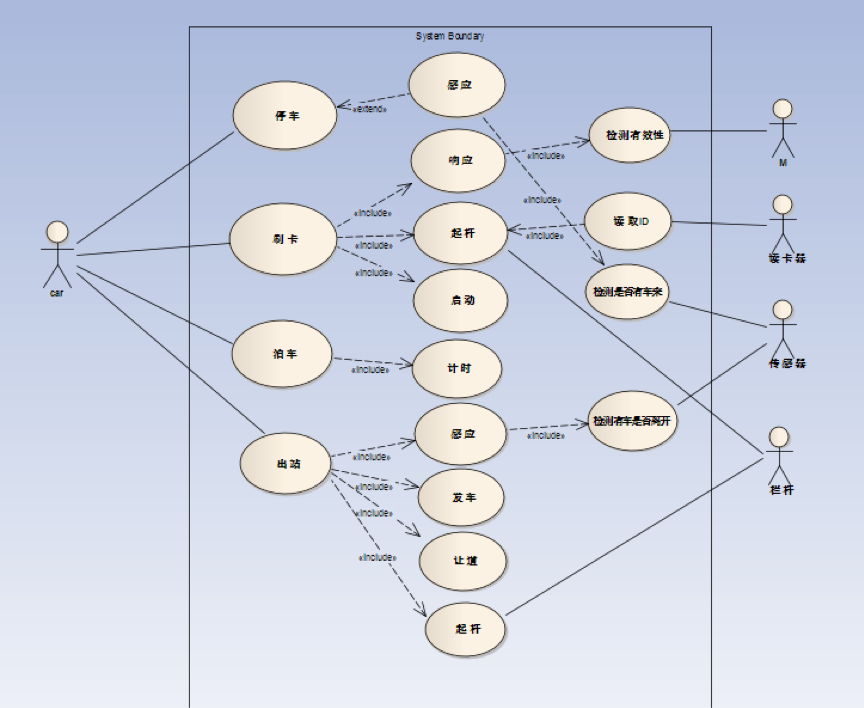 System Boundary
感应
停车
«extend»
检测有效性
响应
«include»
M
«include»
读取ID
«include»
起杆
刷卡
«include»
«include»
读卡器
«include»
car
启动
检测是否有车来
泊车
计时
«include»
传感器
检测有车是否离开
感应
«include»
«include»
出站
«include»
发车
栏杆
«include»
«include»
让道
起杆